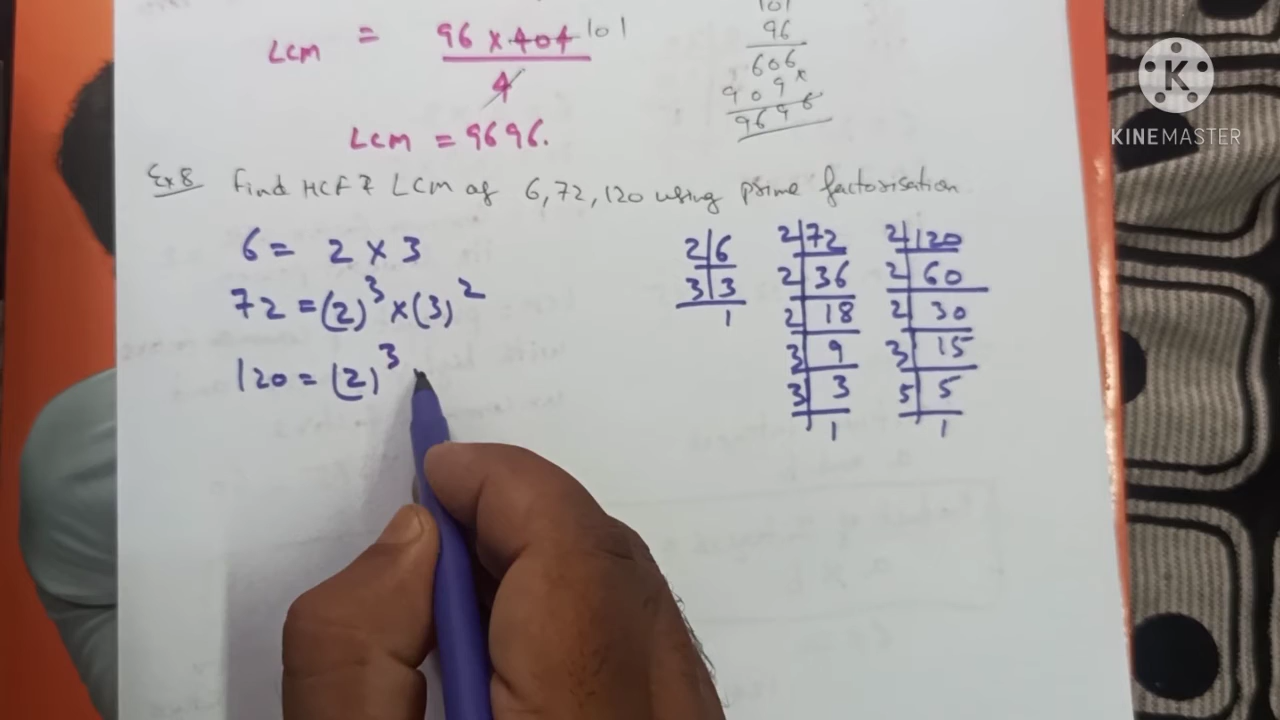 LCM = 96 × 404 101
4
LCM = 9696.
101
96
606
909×
9696
Ex 8 Find HCF & LCM of 6, 72, 120 using prime factorisation
6 = 2 × 3
72 = (2)³ × (3)²
120 = (2)³
2|6
3|3
1
2|72
2|36
2|18
3|9
3|3
1
2|120
2|60
2|30
3|15
5|5
1
K
KINEMASTER